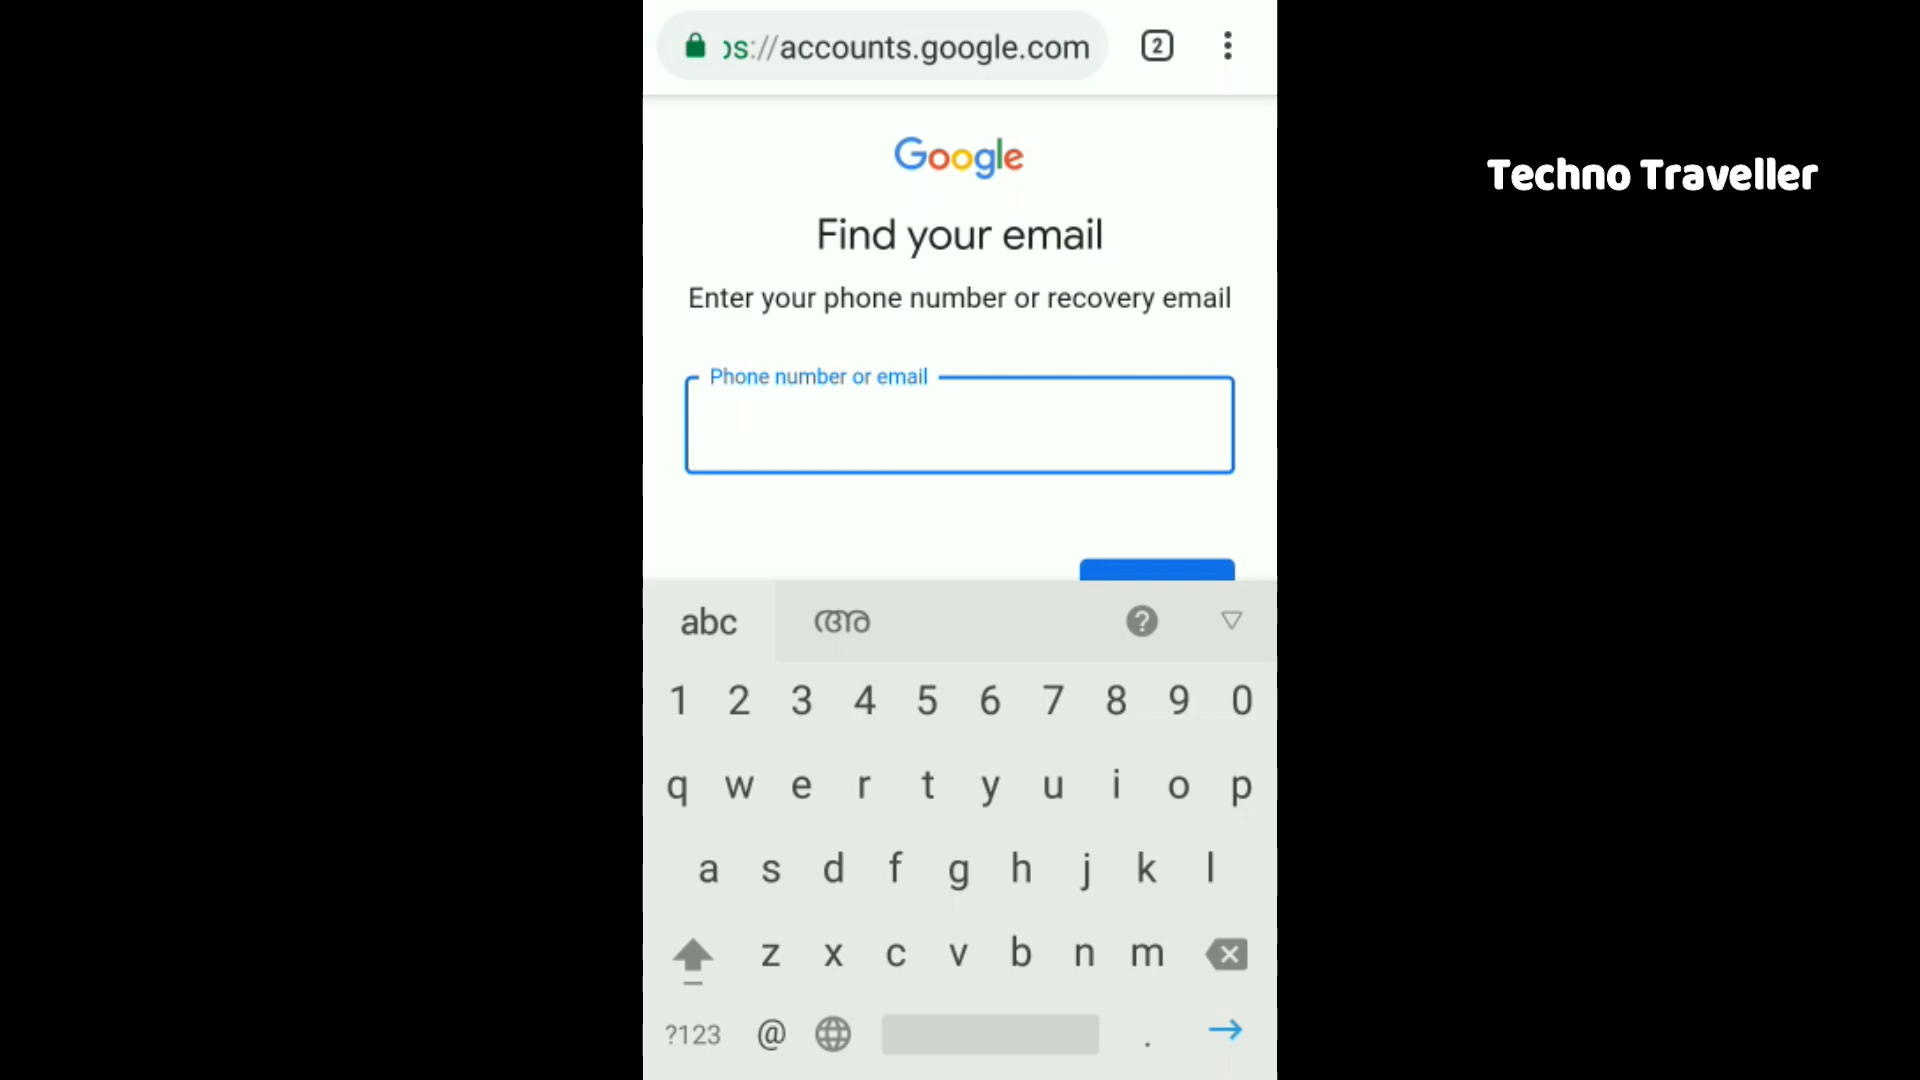 ps://accounts.google.com 2
Google
Techno Traveller
Find your email
Enter your phone number or recovery email
Phone number or email
abc അ ?
1 2 3 4 5 6 7 8 9 0
q w e r t y u i o p
a s d f g h j k l
z x c v b n m
?123 @ .